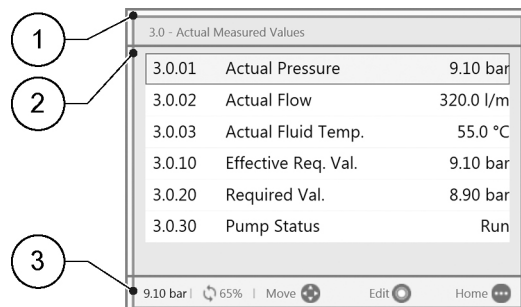 1
3.0 - Actual Measured Values
2
3.0.01 Actual Pressure 9.10 bar
3.0.02 Actual Flow 320.0 l/m
3.0.03 Actual Fluid Temp. 55.0 °C
3.0.10 Effective Req. Val. 9.10 bar
3.0.20 Required Val. 8.90 bar
3.0.30 Pump Status Run
3
9.10 bar | 65% | Move Edit Home